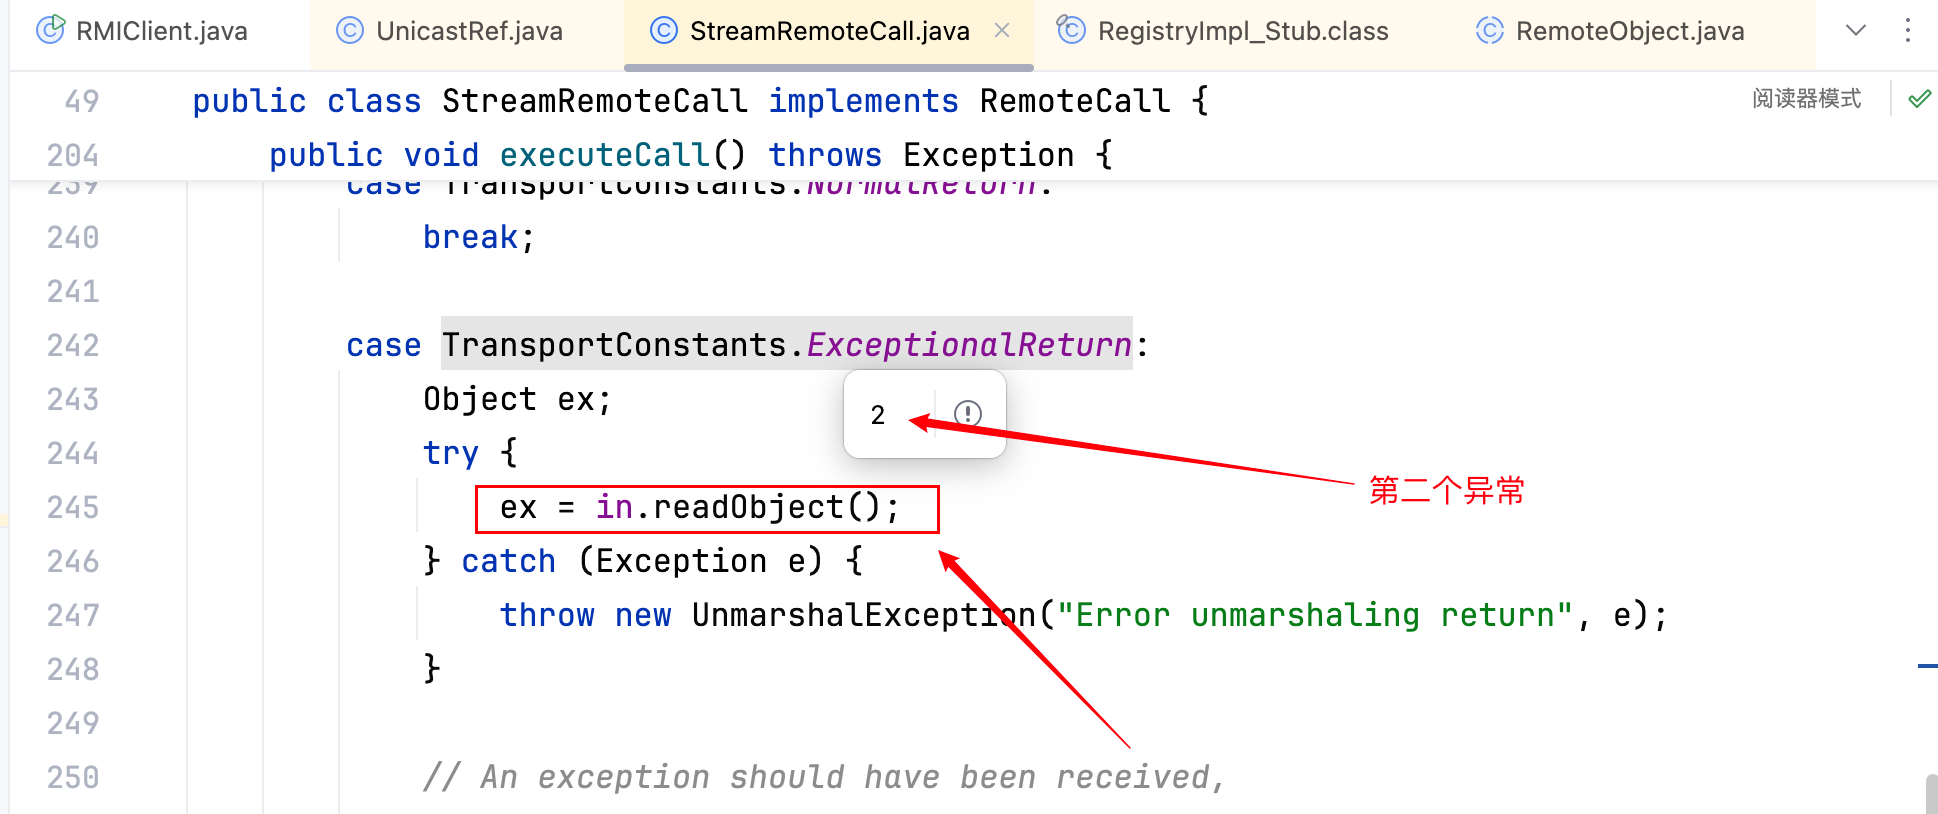 RMIClient.java UnicastRef.java StreamRemoteCall.java RegistryImpl_Stub.class RemoteObject.java
49 public class StreamRemoteCall implements RemoteCall { 阅读器模式
204 public void executeCall() throws Exception {
239 case TransportConstants.NormalReturn:
240 break;
241
242 case TransportConstants.ExceptionalReturn:
243 Object ex;
2
244 try {
第二个异常
245 ex = in.readObject();
246 } catch (Exception e) {
247 throw new UnmarshalException("Error unmarshaling return", e);
248 }
249
250 // An exception should have been received,